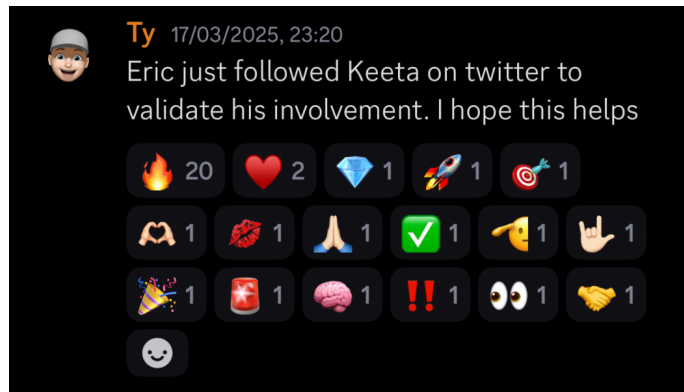 Ty 17/03/2025, 23:20
Eric just followed Keeta on twitter to
validate his involvement. I hope this helps
20 2 1 1 1
1 1 1 1 1 1
1 1 1 1 1 1